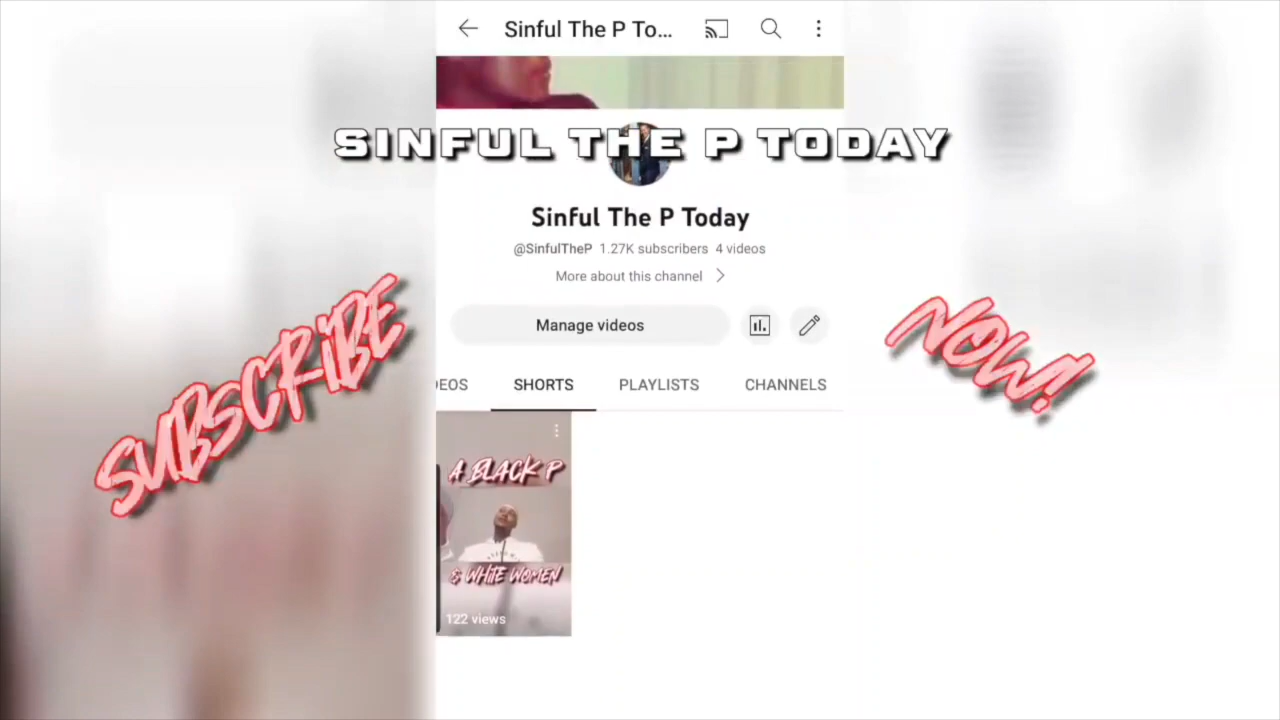 Sinful The P To...
SINFUL THE P TODAY
Sinful The P Today
@SinfulTheP 1.27K subscribers 4 videos
More about this channel
Manage videos
EOS SHORTS PLAYLISTS CHANNELS
SUBSCRIBE
NOW!
A BLACK P
& WHITE WOMEN
122 views